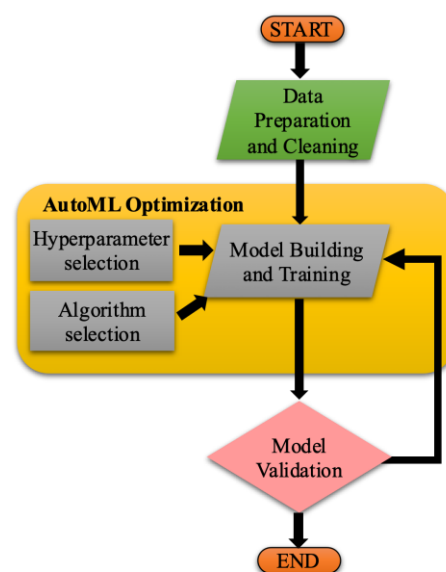 START
Data
Preparation
and Cleaning
AutoML Optimization
Hyperparameter
selection
Model Building
and Training
Algorithm
selection
Model
Validation
END